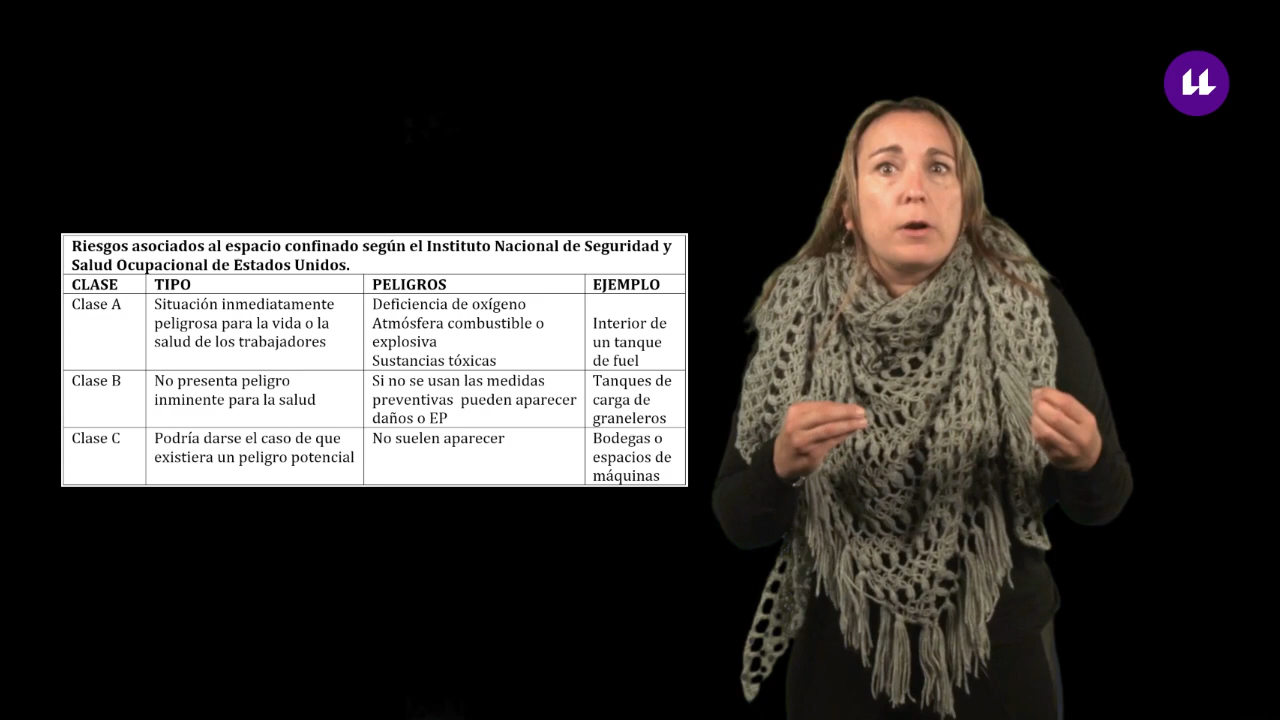 Riesgos asociados al espacio confinado según el Instituto Nacional de Seguridad y
Salud Ocupacional de Estados Unidos.
CLASE TIPO PELIGROS EJEMPLO
Clase A
Situación inmediatamente
peligrosa para la vida o la
salud de los trabajadores
Deficiencia de oxígeno
Atmósfera combustible o
explosiva
Sustancias tóxicas
Interior de
un tanque
de fuel
Clase B
No presenta peligro
inminente para la salud
Si no se usan las medidas
preventivas pueden aparecer
daños o EP
Tanques de
carga de
graneleros
Clase C
Podría darse el caso de que
existiera un peligro potencial
No suelen aparecer
Bodegas o
espacios de
máquinas